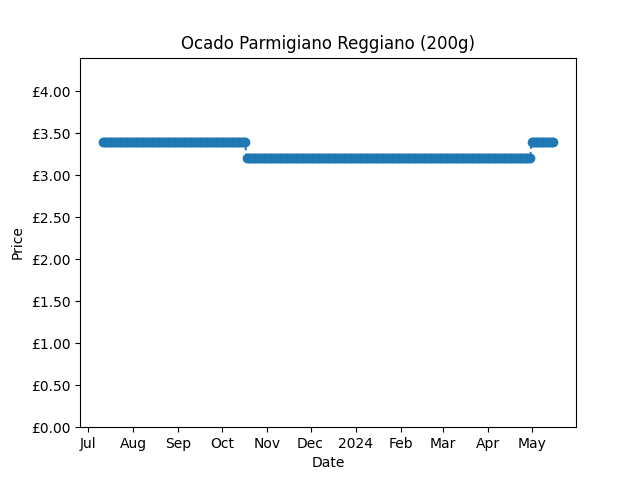 Ocado Parmigiano Reggiano (200g)
£4.00
£3.50
£3.00
£2.50
£2.00
£1.50
£1.00
£0.50
£0.00
Price
Jul Aug Sep Oct Nov Dec 2024 Feb Mar Apr May
Date